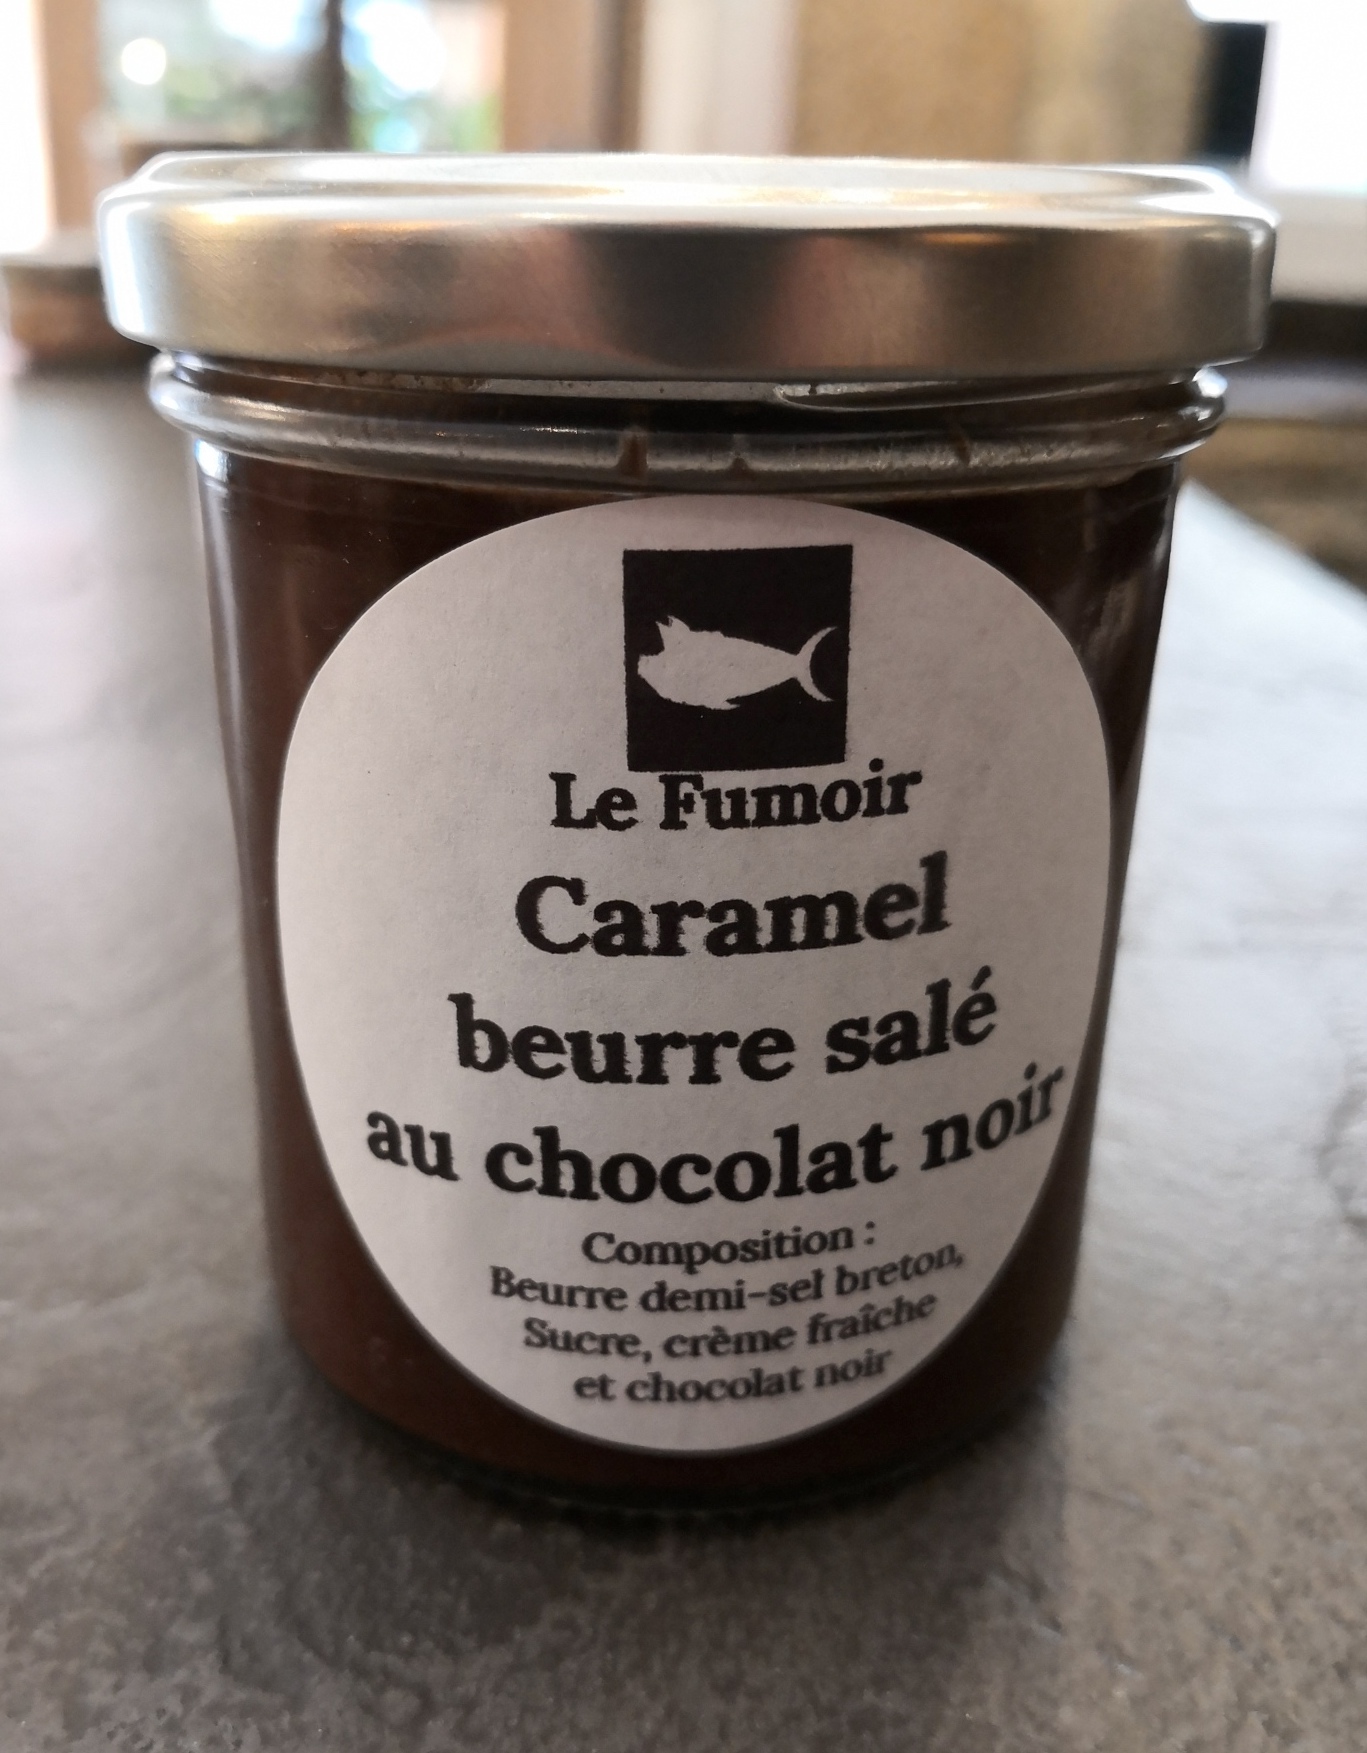 Le Fumoir
Caramel
beurre salé
au chocolat noir
Composition :
Beurre demi-sel breton,
Sucre, crème fraîche
et chocolat noir